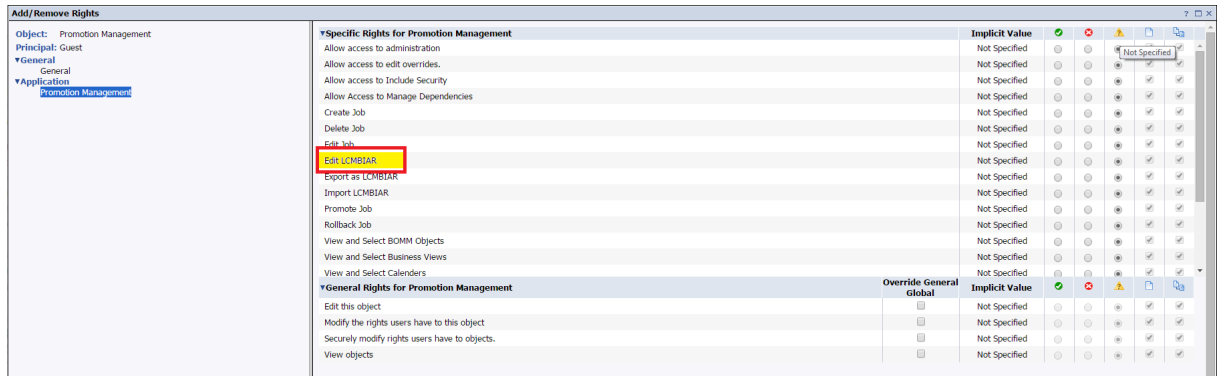 Add/Remove Rights
?
Object: Promotion Management
Principal: Guest
▾General
General
▾Application
Promotion Management
▾Specific Rights for Promotion Management Implicit Value
Allow access to administration Not Specified
Not Specified
Allow access to edit overrides. Not Specified
Allow access to Include Security Not Specified
Allow Access to Manage Dependencies Not Specified
Create Job Not Specified
Delete Job Not Specified
Edit Job Not Specified
Edit LCMBIAR Not Specified
Export as LCMBIAR Not Specified
Import LCMBIAR Not Specified
Promote Job Not Specified
Rollback Job Not Specified
View and Select BOMM Objects Not Specified
View and Select Business Views Not Specified
View and Select Calenders Not Specified
▾General Rights for Promotion Management Override General Global Implicit Value
Edit this object Not Specified
Modify the rights users have to this object Not Specified
Securely modify rights users have to objects. Not Specified
View objects Not Specified